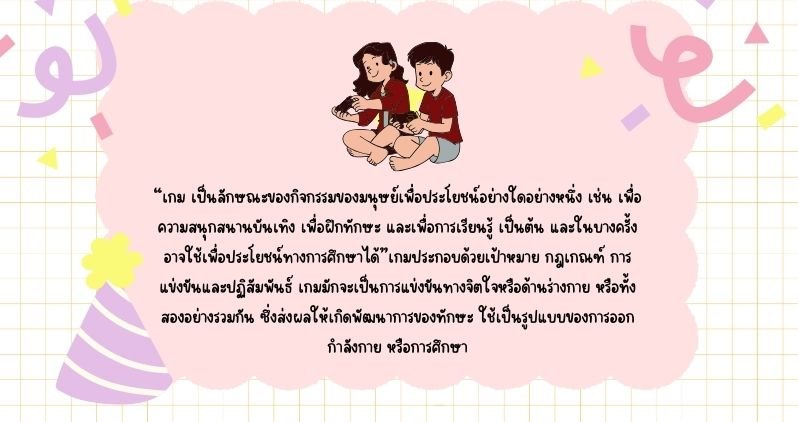 “เกม เป็นลักษณะของกิจกรรมของมนุษย์เพื่อประโยชน์อย่างใดอย่างหนึ่ง เช่น เพื่อ
ความสนุกสนานบันเทิง เพื่อฝึกทักษะ และเพื่อการเรียนรู้ เป็นต้น และในบางครั้ง
อาจใช้เพื่อประโยชน์ทางการศึกษาได้”เกมประกอบด้วยเป้าหมาย กฎเกณฑ์ การ
แข่งขันและปฏิสัมพันธ์ เกมมักจะเป็นการแข่งขันทางจิตใจหรือด้านร่างกาย หรือทั้ง
สองอย่างรวมกัน ซึ่งส่งผลให้เกิดพัฒนาการของทักษะ ใช้เป็นรูปแบบของการออก
กำลังกาย หรือการศึกษา